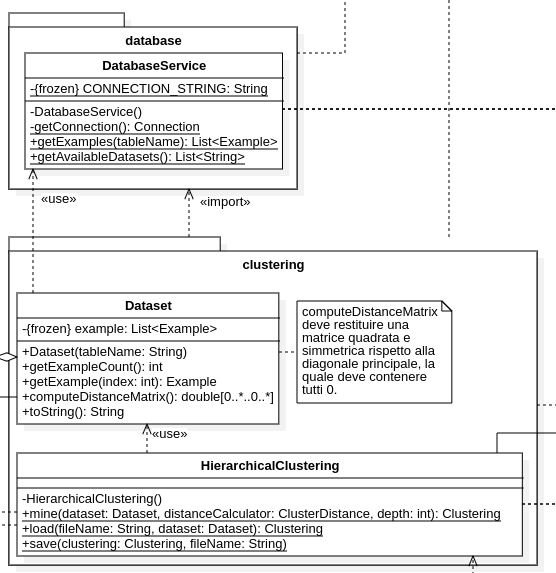 database
DatabaseService
-{frozen} CONNECTION_STRING: String
-DatabaseService()
-getConnection(): Connection
+getExamples(tableName): List<Example>
+getAvailableDatasets(): List<String>
«use»
«import»
clustering
Dataset
-{frozen} example: List<Example>
+Dataset(tableName: String)
+getExampleCount(): int
+getExample(index: int): Example
+computeDistanceMatrix(): double[0..*..0..*]
+toString(): String
computeDistanceMatrix
deve restituire una
matrice quadrata e
simmetrica rispetto alla
diagonale principale, la
quale deve contenere
tutti 0.
«use»
HierarchicalClustering
-HierarchicalClustering()
+mine(dataset: Dataset, distanceCalculator: ClusterDistance, depth: int): Clustering
+load(fileName: String, dataset: Dataset): Clustering
+save(clustering: Clustering, fileName: String)